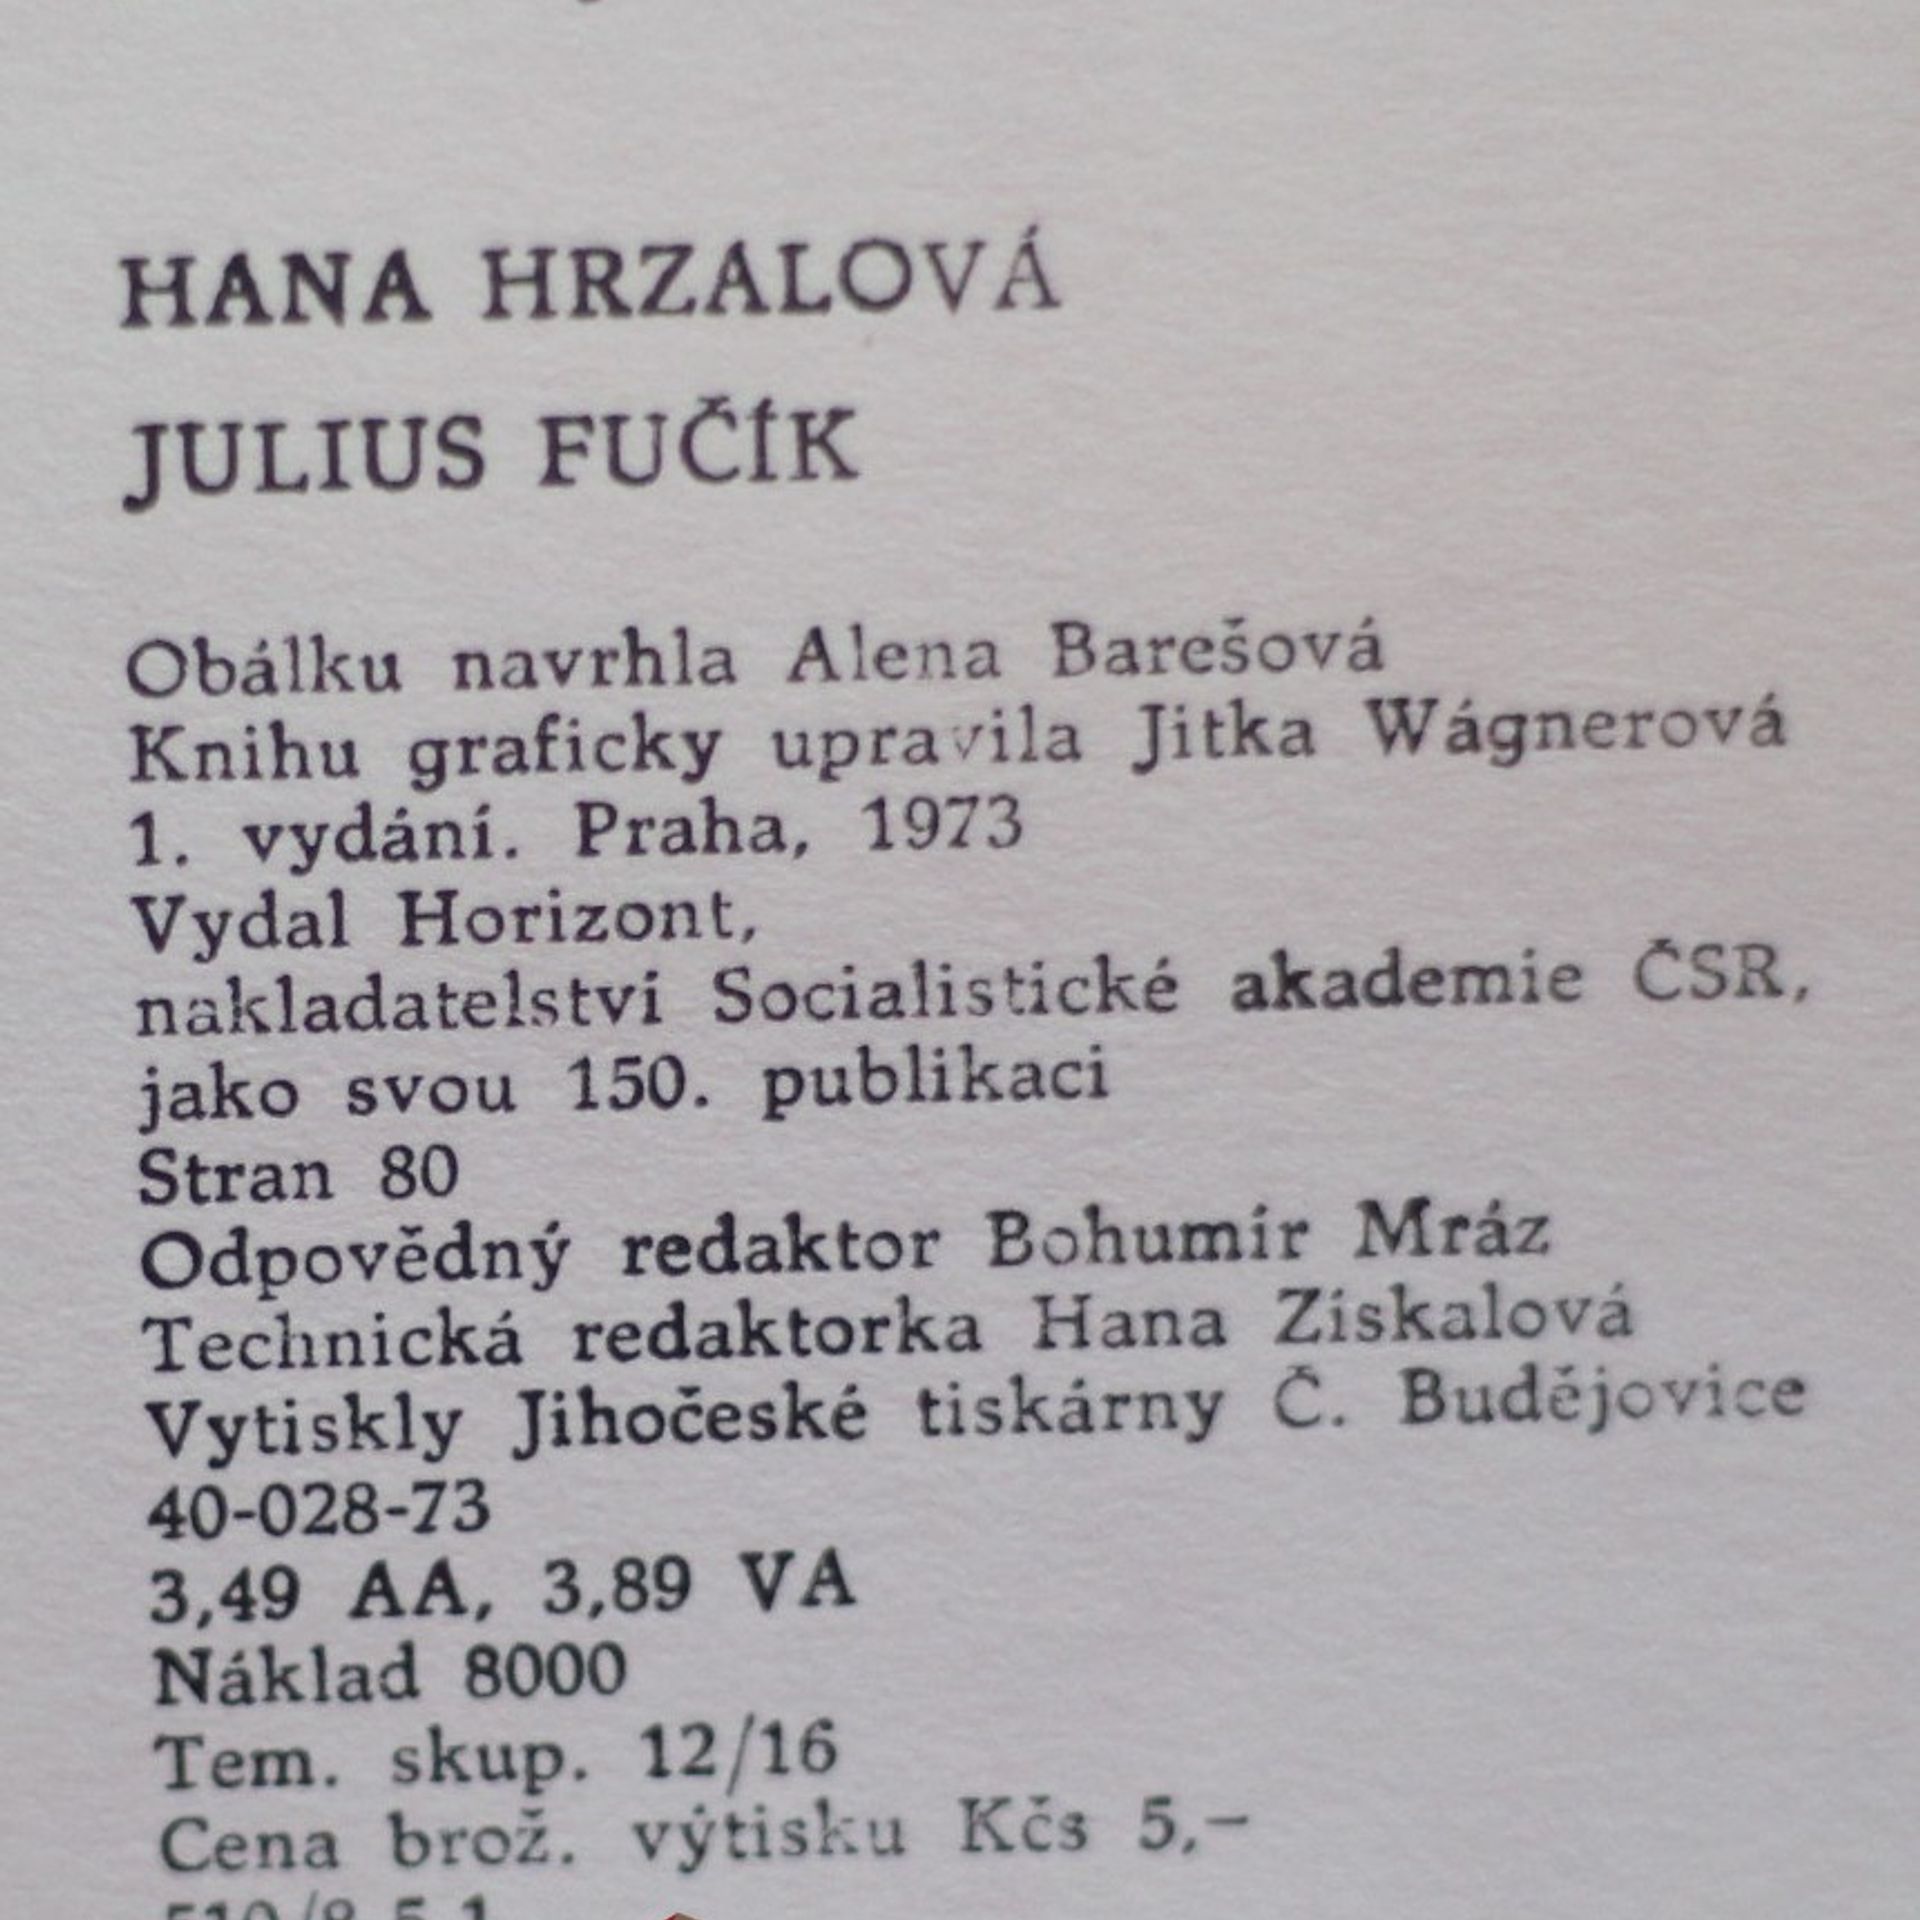 HANA HRZALOVÁ
JULIUS FUČÍK
Obálku navrhla Alena Barešová
Knihu graficky upravila Jitka Wágnerová
1. vydání. Praha, 1973
Vydal Horizont,
nakladatelství Socialistické akademie ČSR,
jako svou 150. publikaci
Stran 80
Odpovědný redaktor Bohumír Mráz
Technická redaktorka Hana Získalová
Vytiskly Jihočeské tiskárny Č. Budějovice
40-028-73
3,49 AA, 3,89 VA
Náklad 8000
Tem. skup. 12/16
Cena brož. výtisku Kčs 5,–